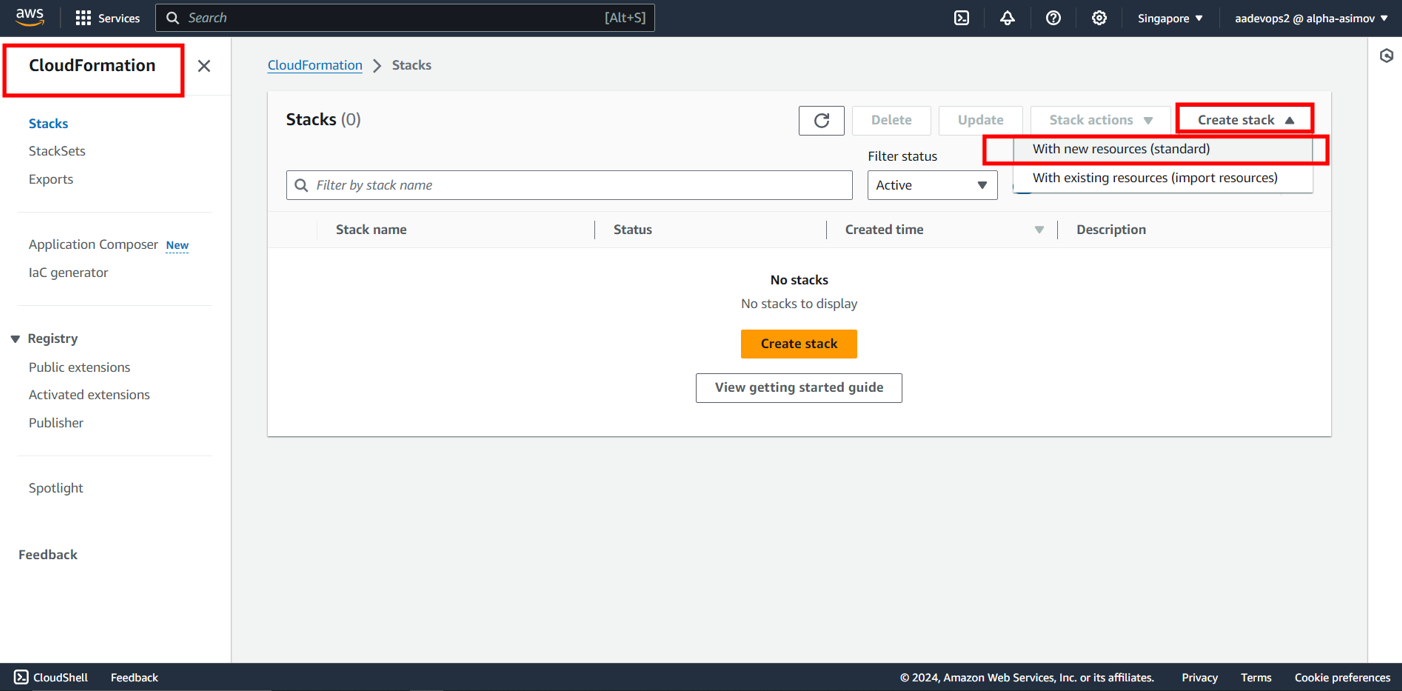 aws
Services
Search
[Alt+S]
Singapore
aadevops2 @ alpha-asimov
CloudFormation
Stacks
StackSets
Exports
Application Composer New
IaC generator
Registry
Public extensions
Activated extensions
Publisher
Spotlight
Feedback
CloudFormation
Stacks
Stacks (0)
Delete
Update
Stack actions
Create stack
With new resources (standard)
With existing resources (import resources)
Filter status
Filter by stack name
Active
Stack name
Status
Created time
Description
No stacks
No stacks to display
Create stack
View getting started guide
CloudShell
Feedback
© 2024, Amazon Web Services, Inc. or its affiliates.
Privacy
Terms
Cookie preferences